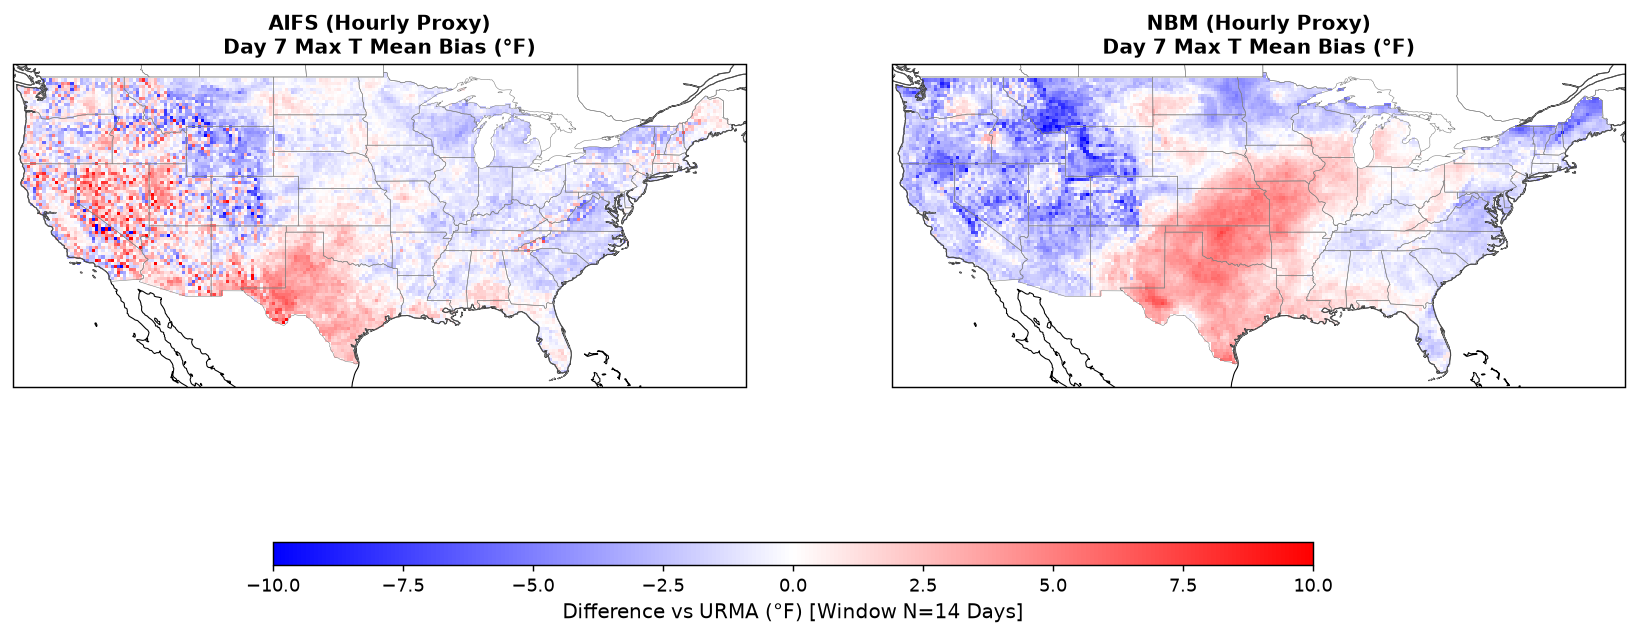 AIFS (Hourly Proxy)
Day 7 Max T Mean Bias (°F)
NBM (Hourly Proxy)
Day 7 Max T Mean Bias (°F)
−10.0 −7.5 −5.0 −2.5 0.0 2.5 5.0 7.5 10.0
Difference vs URMA (°F) [Window N=14 Days]